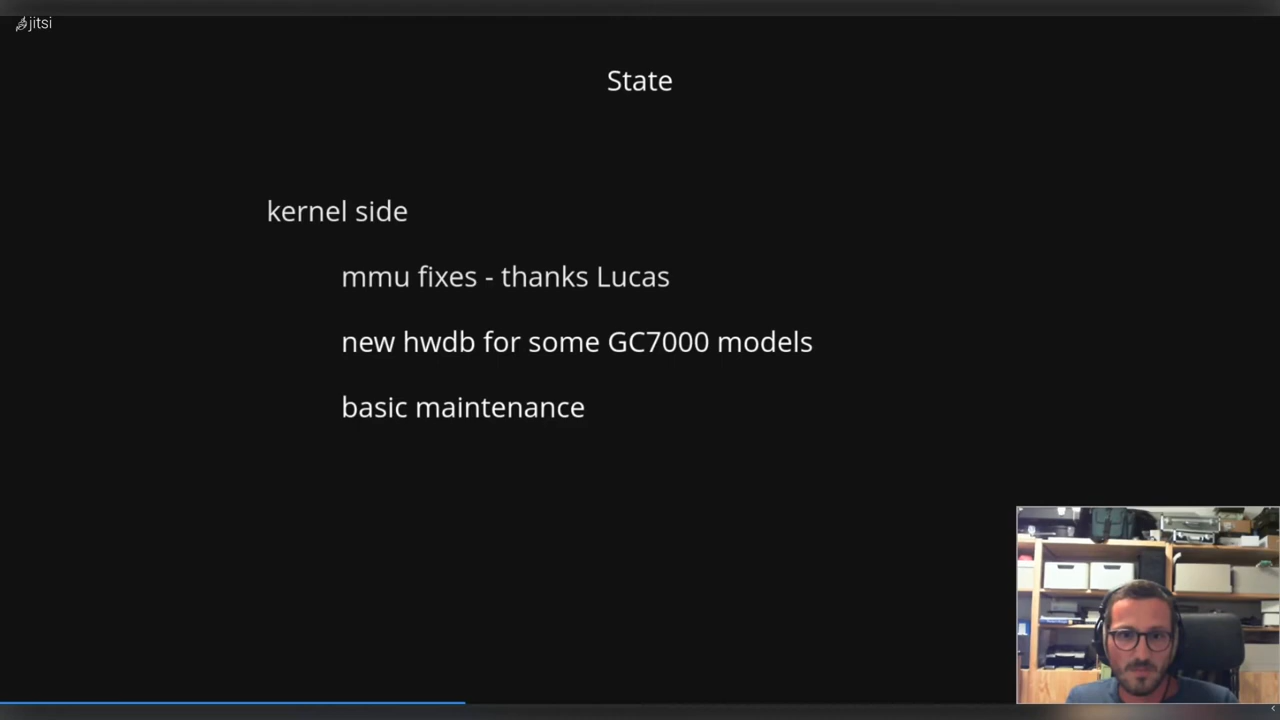 jitsi
State
kernel side
mmu fixes - thanks Lucas
new hwdb for some GC7000 models
basic maintenance